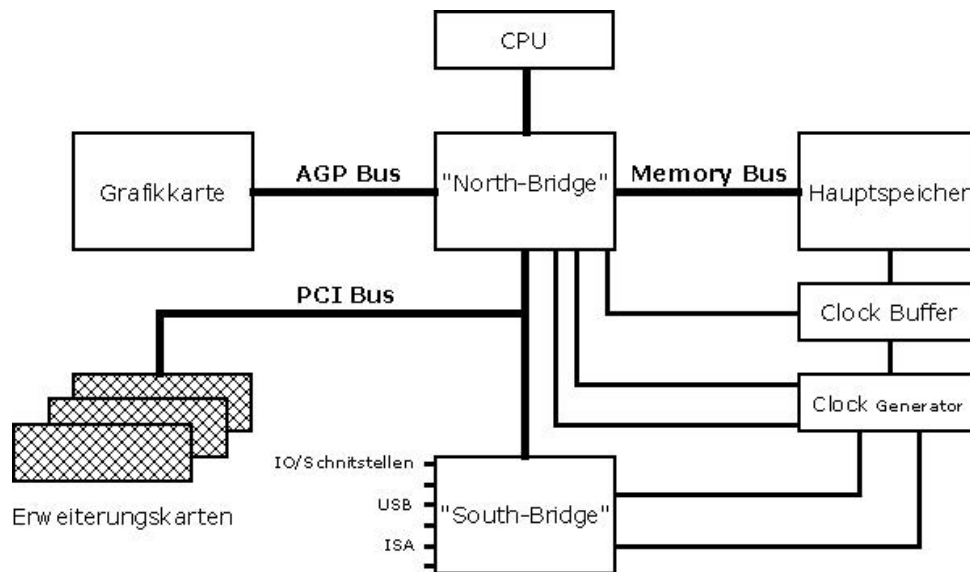 CPU
Grafikkarte
AGP Bus
"North-Bridge"
Memory Bus
Hauptspeicher
PCI Bus
Clock Buffer
Clock Generator
Erweiterungskarten
IO/Schnitstellen
USB
ISA
"South-Bridge"